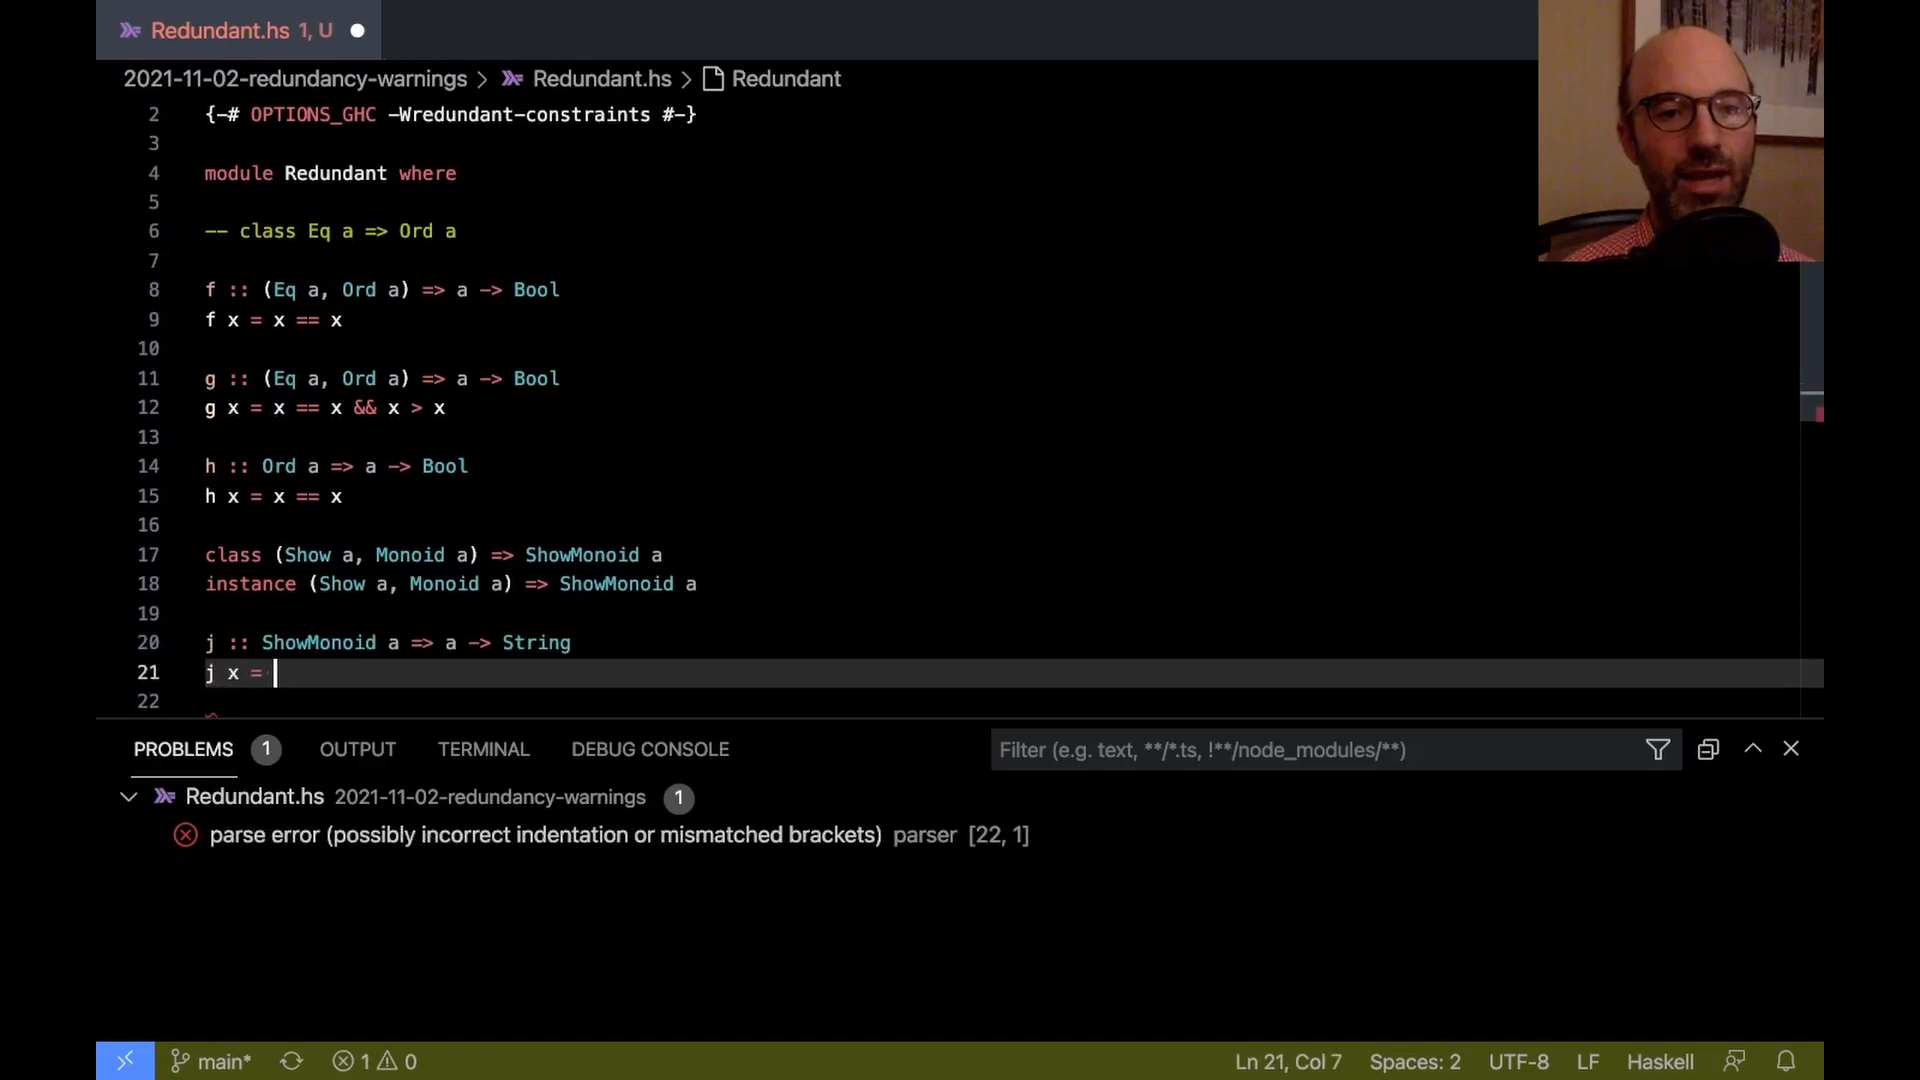 Redundant.hs 1, U
2021-11-02-redundancy-warnings > Redundant.hs > Redundant
2 {-# OPTIONS_GHC -Wredundant-constraints #-}
3
4 module Redundant where
5
6 -- class Eq a => Ord a
7
8 f :: (Eq a, Ord a) => a -> Bool
9 f x = x == x
10
11 g :: (Eq a, Ord a) => a -> Bool
12 g x = x == x && x > x
13
14 h :: Ord a => a -> Bool
15 h x = x == x
16
17 class (Show a, Monoid a) => ShowMonoid a
18 instance (Show a, Monoid a) => ShowMonoid a
19
20 j :: ShowMonoid a => a -> String
21 j x =
22
PROBLEMS 1 OUTPUT TERMINAL DEBUG CONSOLE Filter (e.g. text, **/*.ts, !**/node_modules/**)
Redundant.hs 2021-11-02-redundancy-warnings 1
parse error (possibly incorrect indentation or mismatched brackets) parser [22, 1]
main* 1 0 Ln 21, Col 7 Spaces: 2 UTF-8 LF Haskell